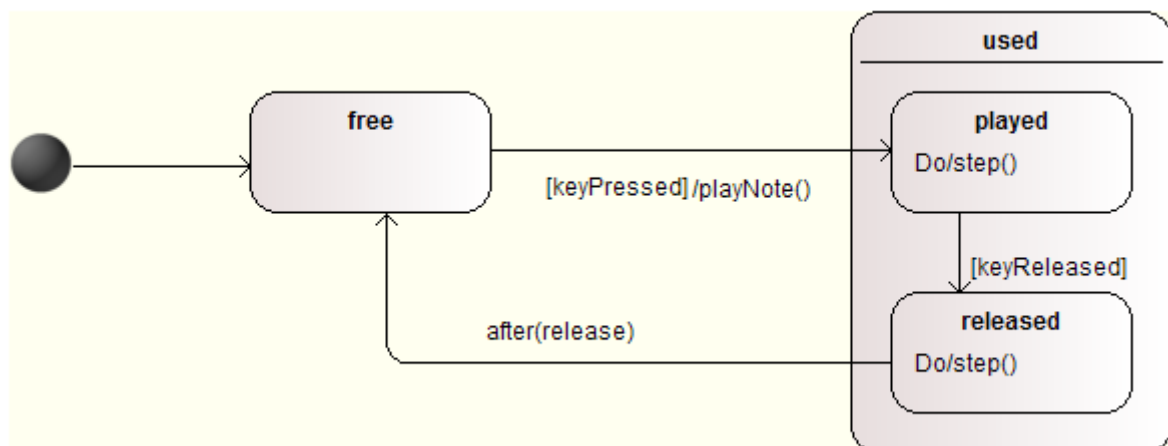 used
free
played
Do/step()
[keyPressed]/playNote()
[keyReleased]
released
after(release)
Do/step()